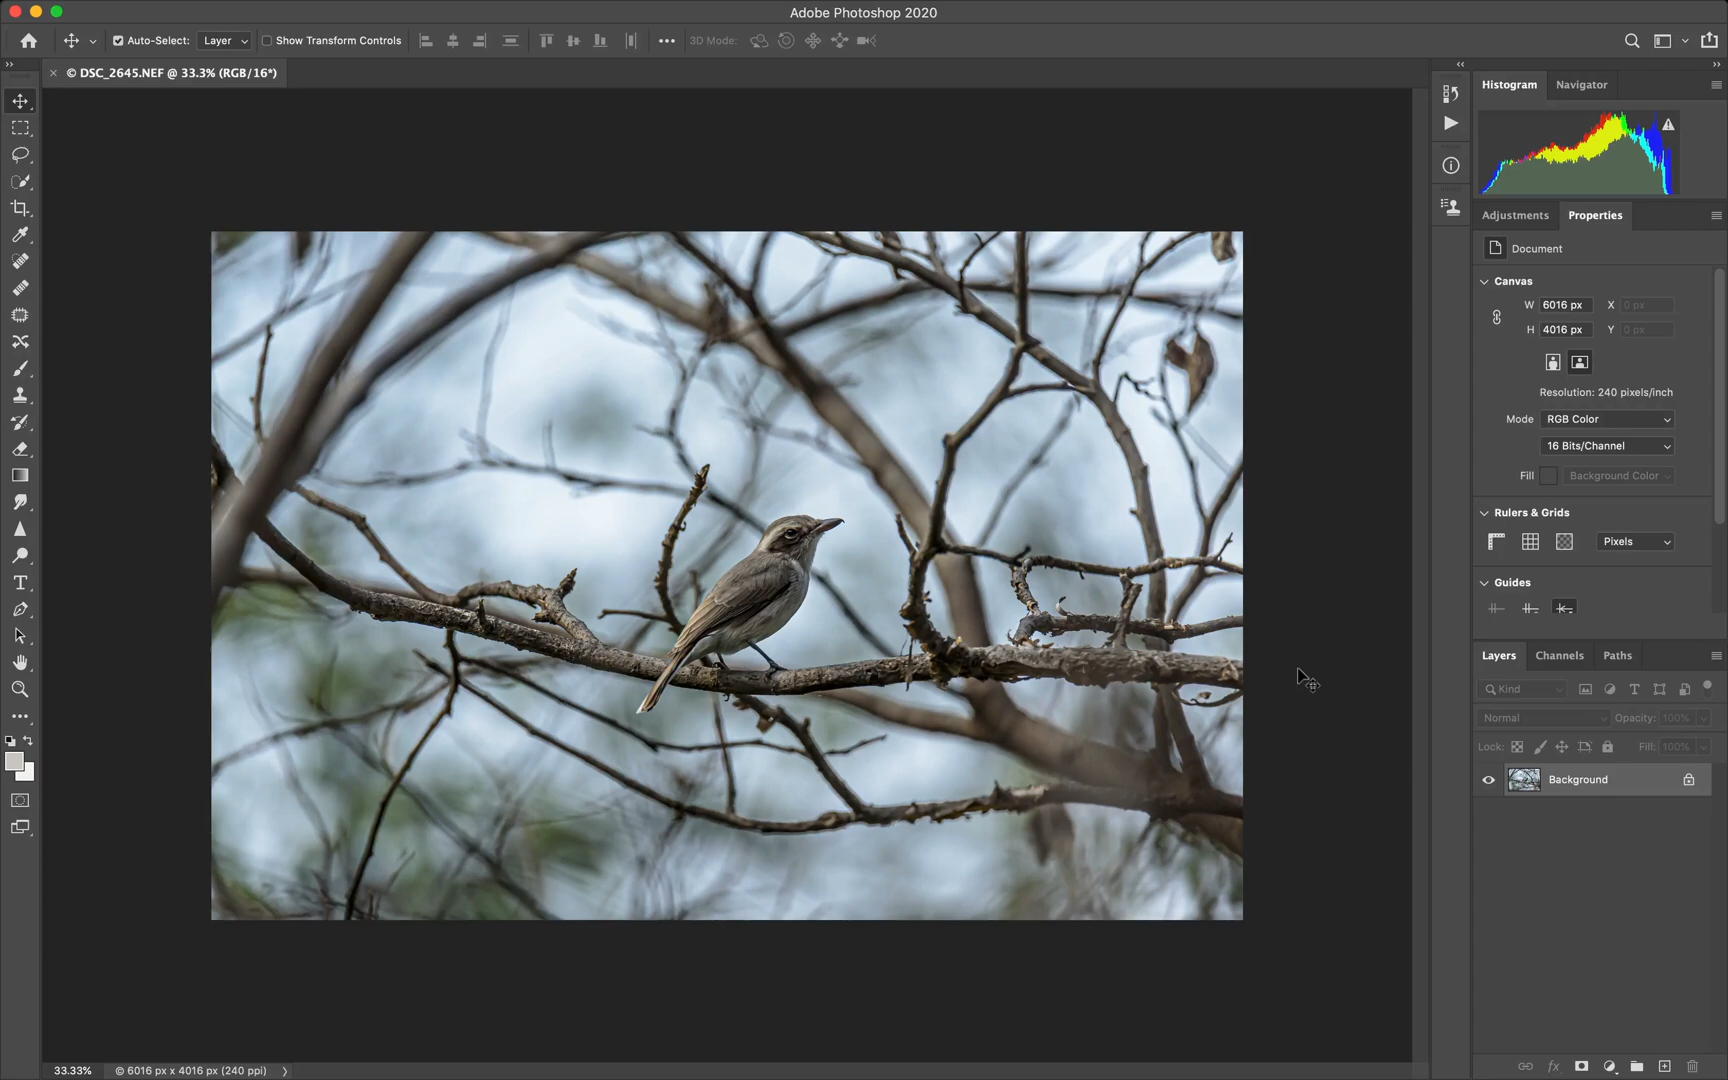 Adobe Photoshop 2020
Auto-Select: Layer Show Transform Controls 3D Mode:
© DSC_2645.NEF @ 33.3% (RGB/16*)
Histogram Navigator
Adjustments Properties
Document
Canvas
W 6016 px X 0 px
H 4016 px Y 0 px
Resolution: 240 pixels/inch
Mode RGB Color
16 Bits/Channel
Fill Background Color
Rulers & Grids
Pixels
Guides
Layers Channels Paths
Kind
Normal Opacity: 100%
Lock: Fill: 100%
Background
33.33% © 6016 px x 4016 px (240 ppi)